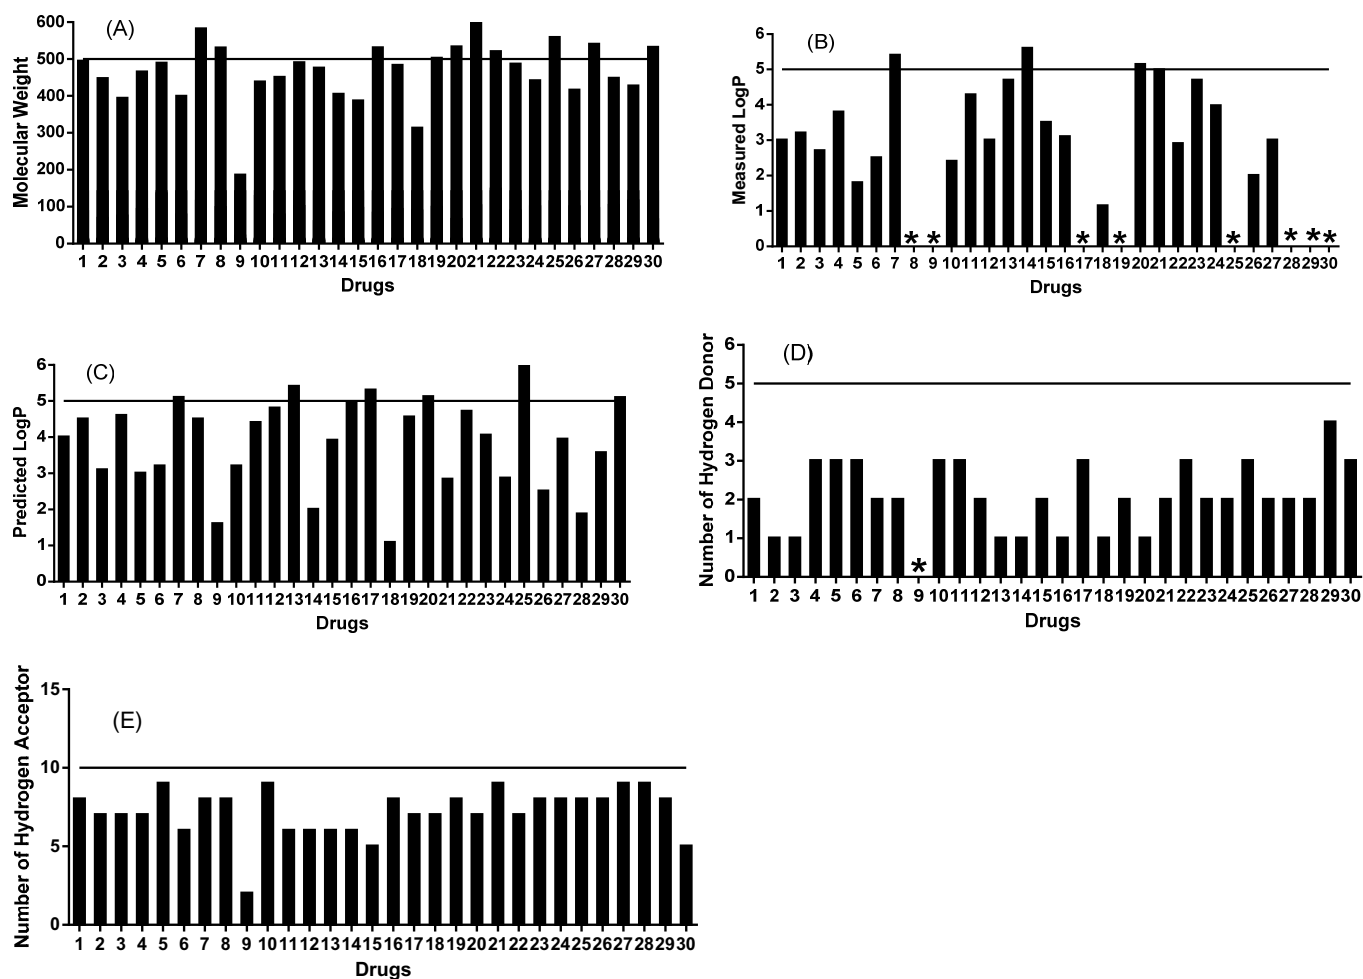 (A)
Molecular Weight
600
500
400
300
200
100
0
1 2 3 4 5 6 7 8 9 10 11 12 13 14 15 16 17 18 19 20 21 22 23 24 25 26 27 28 29 30
Drugs
(B)
Measured LogP
6
5
4
3
2
1
0
* * * * * * * *
1 2 3 4 5 6 7 8 9 10 11 12 13 14 15 16 17 18 19 20 21 22 23 24 25 26 27 28 29 30
Drugs
(C)
Predicted LogP
6
5
4
3
2
1
0
1 2 3 4 5 6 7 8 9 10 11 12 13 14 15 16 17 18 19 20 21 22 23 24 25 26 27 28 29 30
Drugs
(D)
Number of Hydrogen Donor
6
5
4
3
2
1
0
*
1 2 3 4 5 6 7 8 9 10 11 12 13 14 15 16 17 18 19 20 21 22 23 24 25 26 27 28 29 30
Drugs
(E)
Number of Hydrogen Acceptor
15
10
5
0
1 2 3 4 5 6 7 8 9 10 11 12 13 14 15 16 17 18 19 20 21 22 23 24 25 26 27 28 29 30
Drugs